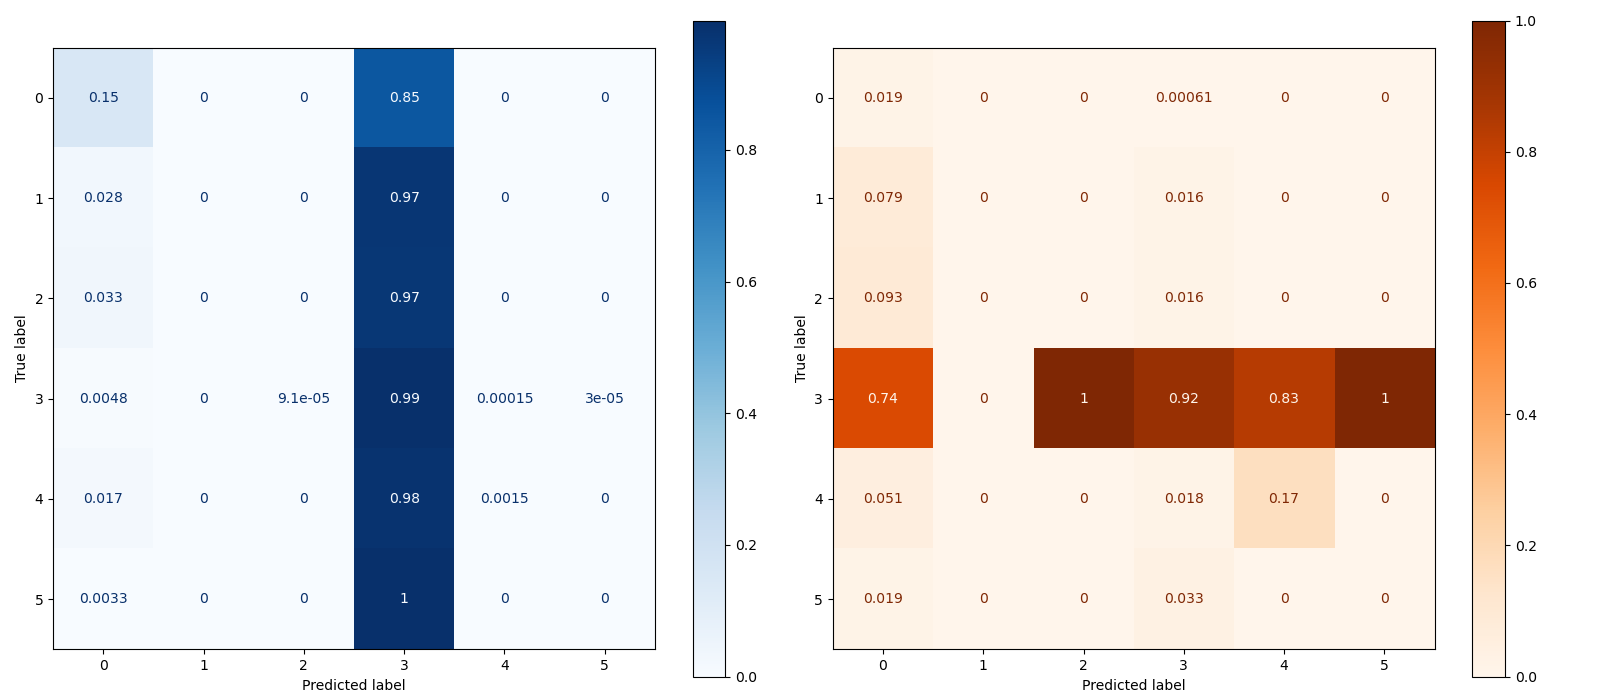 0 0.15 0 0 0.85 0 0
1 0.028 0 0 0.97 0 0
2 0.033 0 0 0.97 0 0
3 0.0048 0 9.1e-05 0.99 0.00015 3e-05
4 0.017 0 0 0.98 0.0015 0
5 0.0033 0 0 1 0 0
0 1 2 3 4 5
True label
Predicted label
0.8
0.6
0.4
0.2
0.0
0 0.019 0 0 0.00061 0 0
1 0.079 0 0 0.016 0 0
2 0.093 0 0 0.016 0 0
3 0.74 0 1 0.92 0.83 1
4 0.051 0 0 0.018 0.17 0
5 0.019 0 0 0.033 0 0
0 1 2 3 4 5
True label
Predicted label
1.0
0.8
0.6
0.4
0.2
0.0